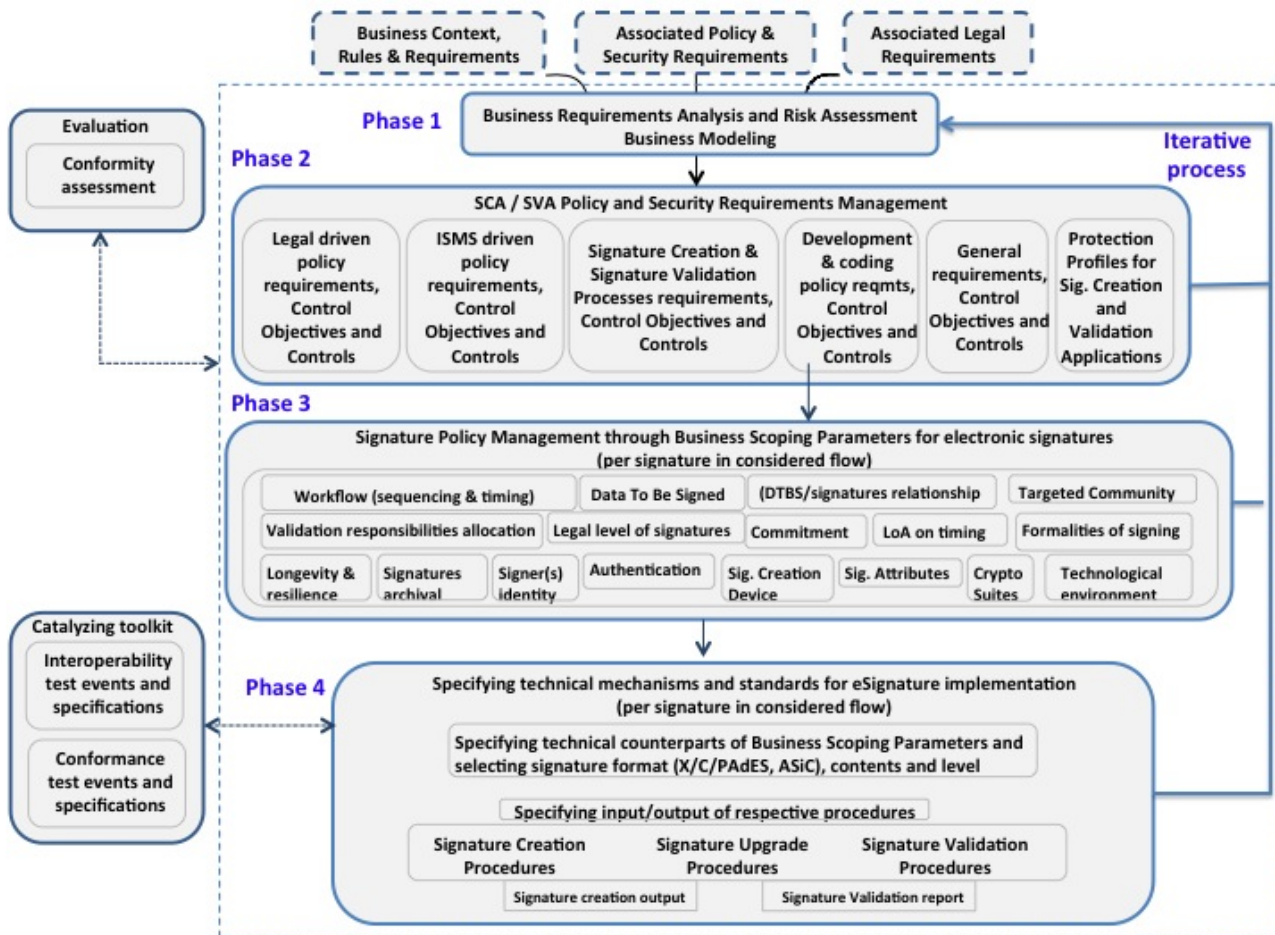 Business Context,
Rules & Requirements
Associated Policy &
Security Requirements
Associated Legal
Requirements
Phase 1
Business Requirements Analysis and Risk Assessment
Business Modeling
Iterative
process
Evaluation
Conformity
assessment
Phase 2
SCA / SVA Policy and Security Requirements Management
Legal driven
policy
requirements,
Control
Objectives and
Controls
ISMS driven
policy
requirements,
Control
Objectives and
Controls
Signature Creation &
Signature Validation
Processes requirements,
Control Objectives and
Controls
Development
& coding
policy reqmts,
Control
Objectives and
Controls
General
requirements,
Control
Objectives and
Controls
Protection
Profiles for
Sig. Creation
and
Validation
Applications
Phase 3
Signature Policy Management through Business Scoping Parameters for electronic signatures
(per signature in considered flow)
Workflow (sequencing & timing)
Data To Be Signed
(DTBS/signatures relationship
Targeted Community
Validation responsibilities allocation
Legal level of signatures
Commitment
LoA on timing
Formalities of signing
Longevity &
resilience
Signatures
archival
Signer(s)
identity
Authentication
Sig. Creation
Device
Sig. Attributes
Crypto
Suites
Technological
environment
Catalyzing toolkit
Interoperability
test events and
specifications
Conformance
test events and
specifications
Phase 4
Specifying technical mechanisms and standards for eSignature implementation
(per signature in considered flow)
Specifying technical counterparts of Business Scoping Parameters and
selecting signature format (X/C/PAdES, ASiC), contents and level
Specifying input/output of respective procedures
Signature Creation
Procedures
Signature Upgrade
Procedures
Signature Validation
Procedures
Signature creation output
Signature Validation report